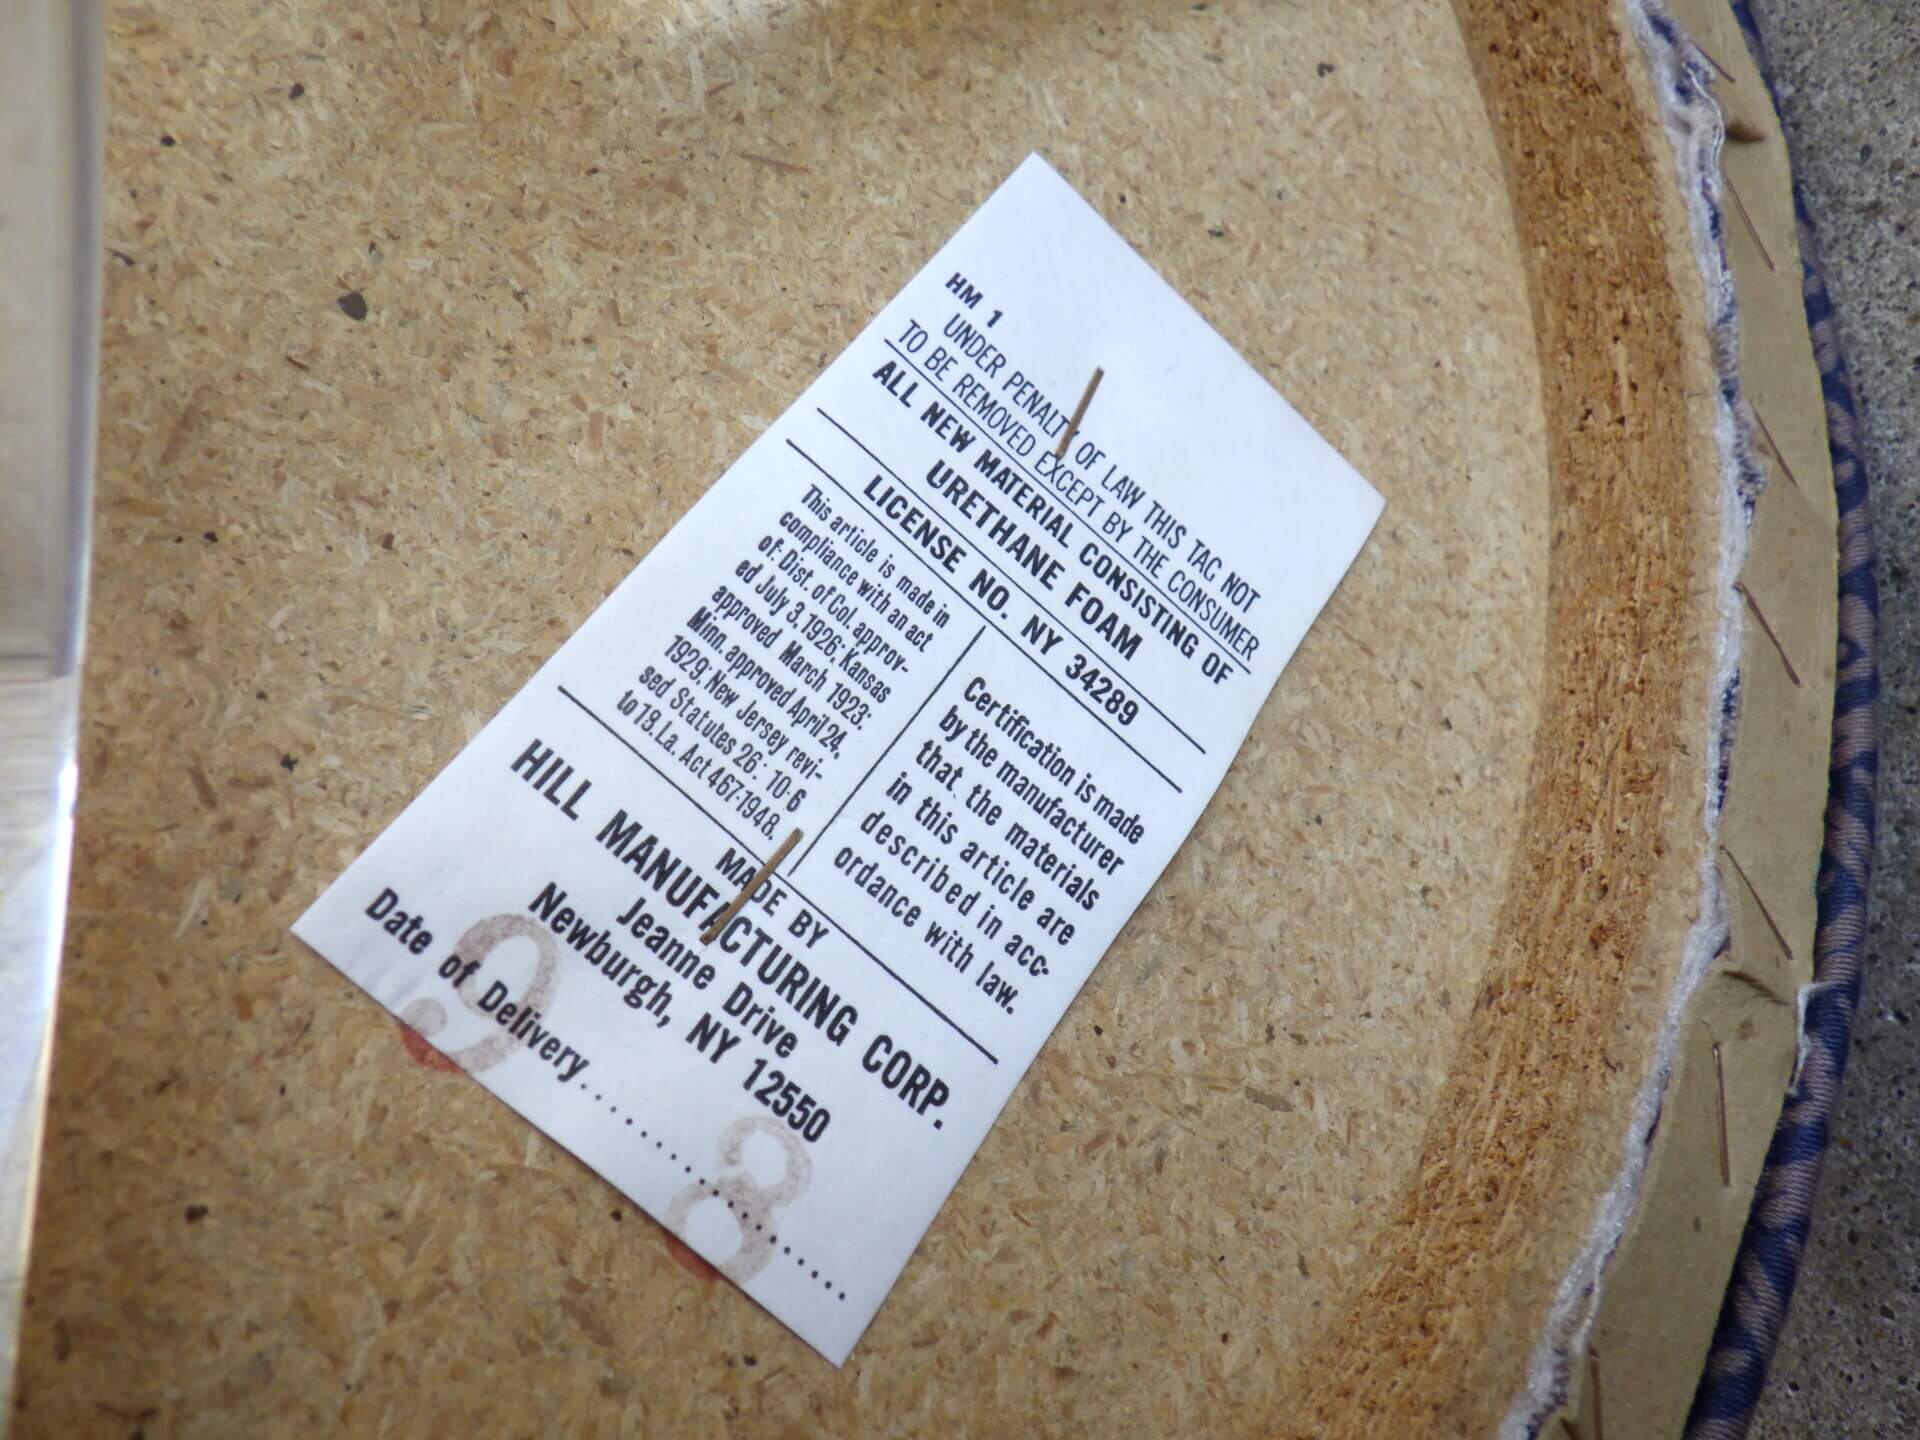 HM 1
UNDER PENALTY OF LAW THIS TAC NOT
TO BE REMOVED EXCEPT BY THE CONSUMER
ALL NEW MATERIAL CONSISTING OF
URETHANE FOAM
LICENSE NO. NY 34289
This article is made in
compliance with an act
of: Dist. of Col. approv-
ed July 3, 1926; Kansas
approved March 1923;
Minn. approved April 24,
1929; New Jersey revi-
sed Statutes 26: 10-6
to 18. La. Act 467-1948.
Certification is made
by the manufacturer
that the materials
in this article are
described in acc-
ordance with law.
MADE BY
HILL MANUFACTURING CORP.
Jeanne Drive
Newburgh, NY 12550
Date of Delivery..............................
9 8